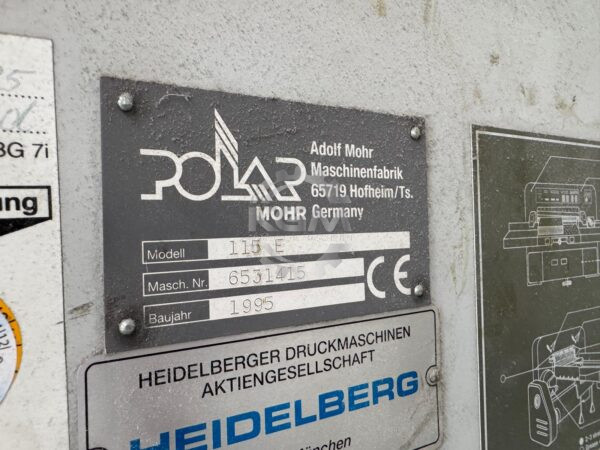 BG 7i
ung
POLAR
MOHR
Adolf Mohr
Maschinenfabrik
65719 Hofheim/Ts.
Germany
Modell 115 E
Masch. Nr. 6531415
Baujahr 1995
CE
HEIDELBERGER DRUCKMASCHINEN
AKTIENGESELLSCHAFT
HEIDELBERG